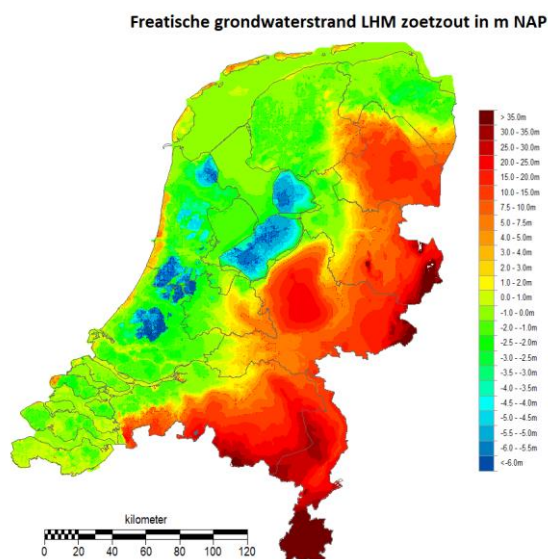 Freatische grondwaterstrand LHM zoetzout in m NAP
> 35.0m
30.0 - 35.0m
25.0 - 30.0m
20.0 - 25.0m
15.0 - 20.0m
10.0 - 15.0m
7.5 - 10.0m
5.0 - 7.5m
4.0 - 5.0m
3.0 - 4.0m
2.0 - 3.0m
1.0 - 2.0m
0.0 - 1.0m
-1.0 - 0.0m
-2.0 - -1.0m
-2.5 - -2.0m
-3.0 - -2.5m
-3.5 - -3.0m
-4.0 - -3.5m
-4.5 - -4.0m
-5.0 - -4.5m
-5.5 - -5.0m
-6.0 - -5.5m
<-6.0m
kilometer
0 20 40 60 80 100 120